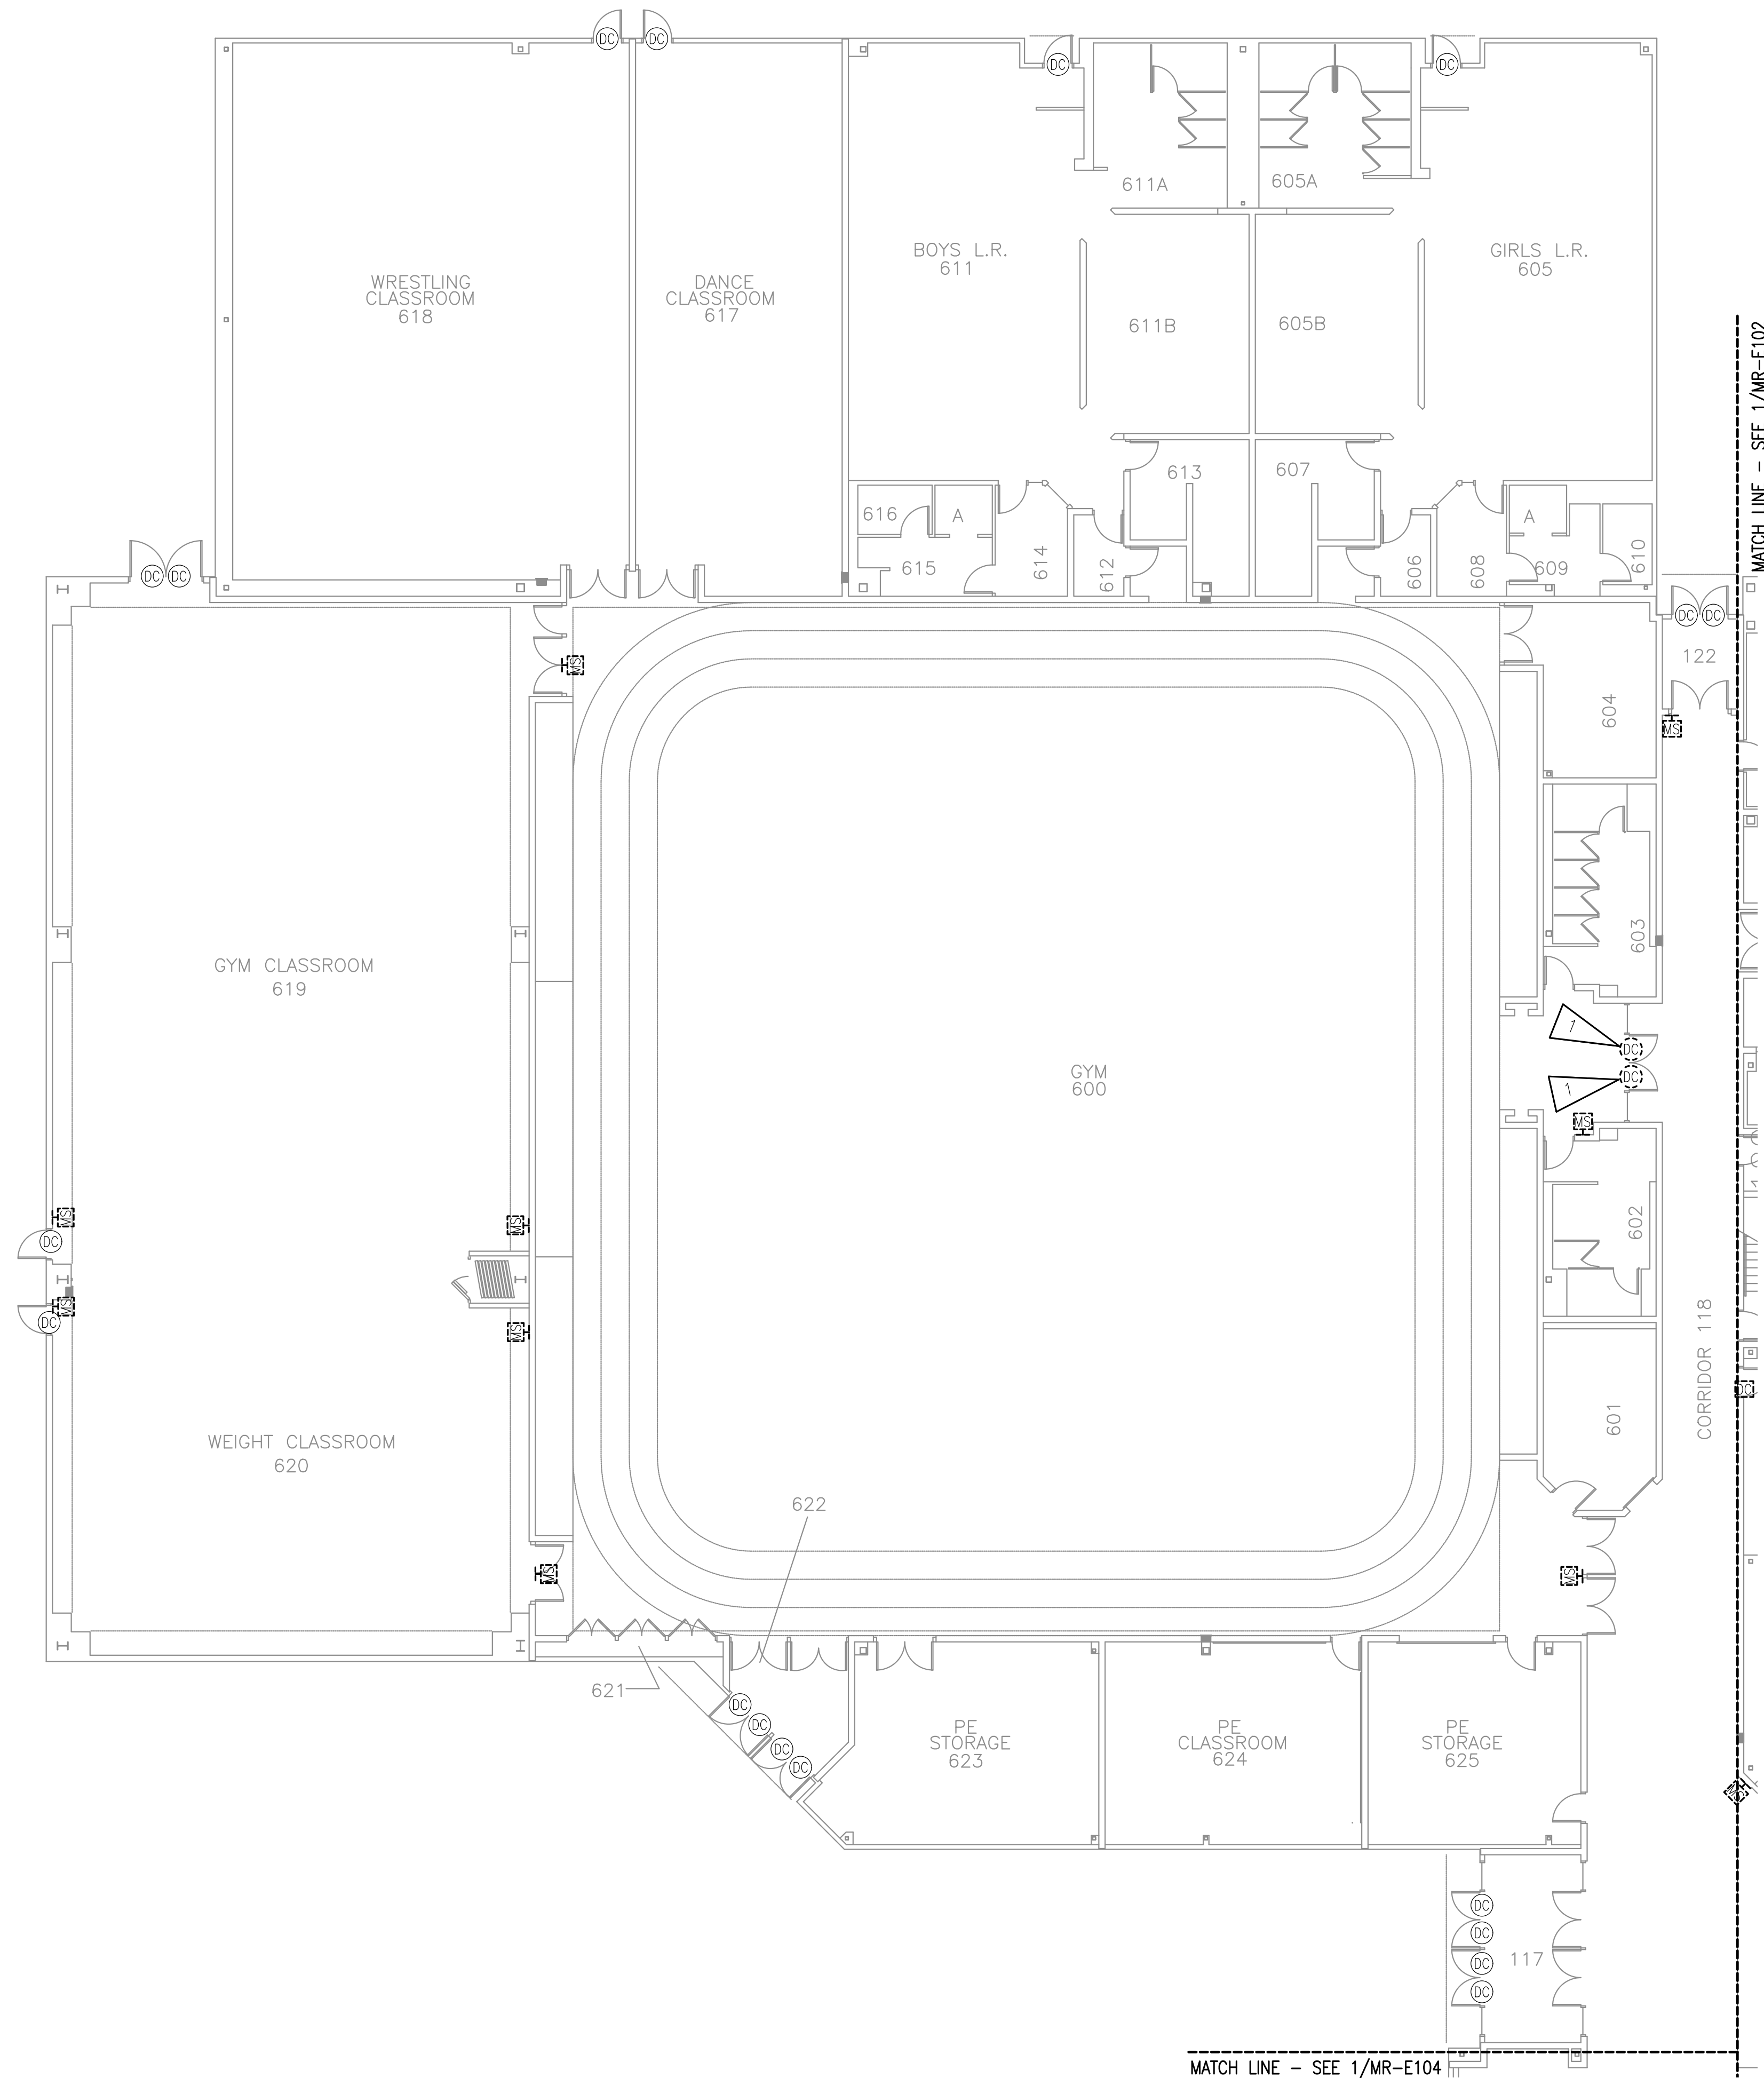 DC
DC
DC
DC
611A
605A
BOYS L.R.
611
GIRLS L.R.
605
WRESTLING
CLASSROOM
618
DANCE
CLASSROOM
617
611B
605B
MATCH LINE - SEE 1/MR-E102
613
607
616
A
A
615
614
612
606
608
609
610
DC
DC
DC
DC
122
MS
604
MS
603
GYM CLASSROOM
619
1
DC
GYM
600
DC
1
MS
602
MS
MS
DC
MS
DC
MS
CORRIDOR 118
DC
601
WEIGHT CLASSROOM
620
622
MS
MS
621
DC
DC
DC
DC
PE
STORAGE
623
PE
CLASSROOM
624
PE
STORAGE
625
MS
DC
DC
DC
DC
117
MATCH LINE - SEE 1/MR-E104